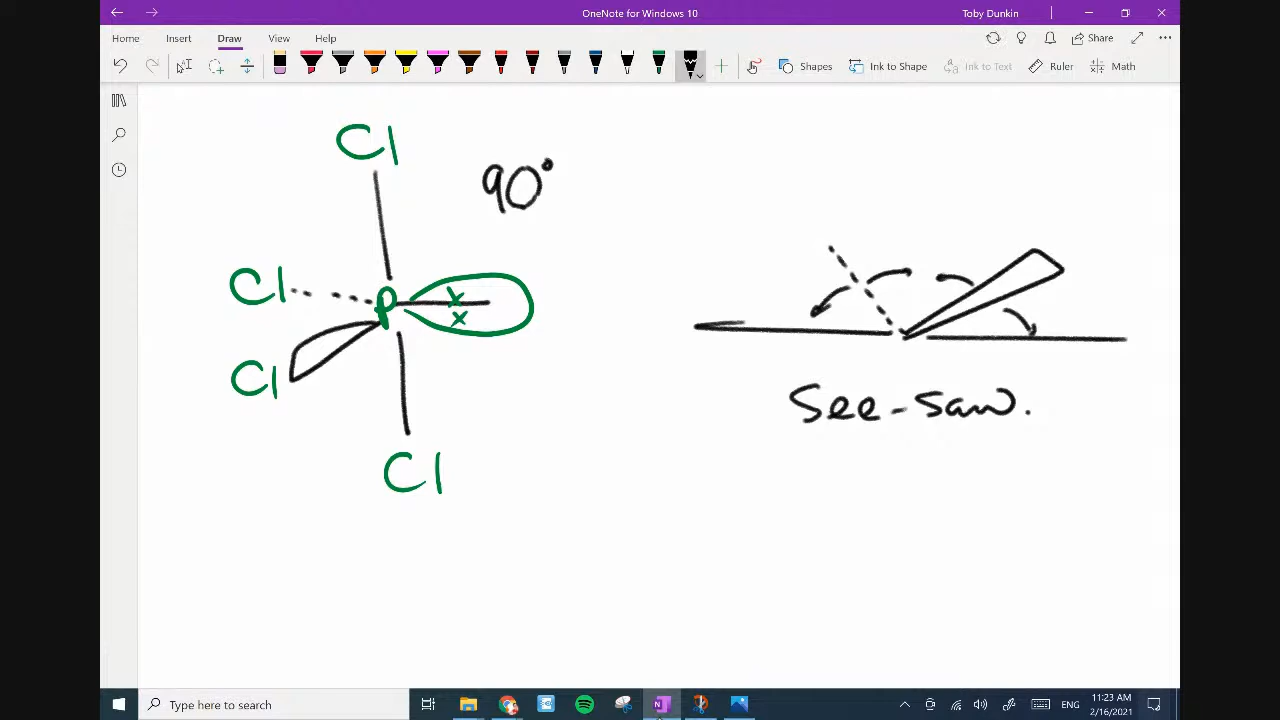 OneNote for Windows 10
Toby Dunkin
Home Insert Draw View Help
Share
Shapes Ink to Shape Ink to Text Ruler Math
Cl
90°
Cl
P
x
x
Cl
See-saw.
Cl
Type here to search
ENG
11:23 AM
2/16/2021